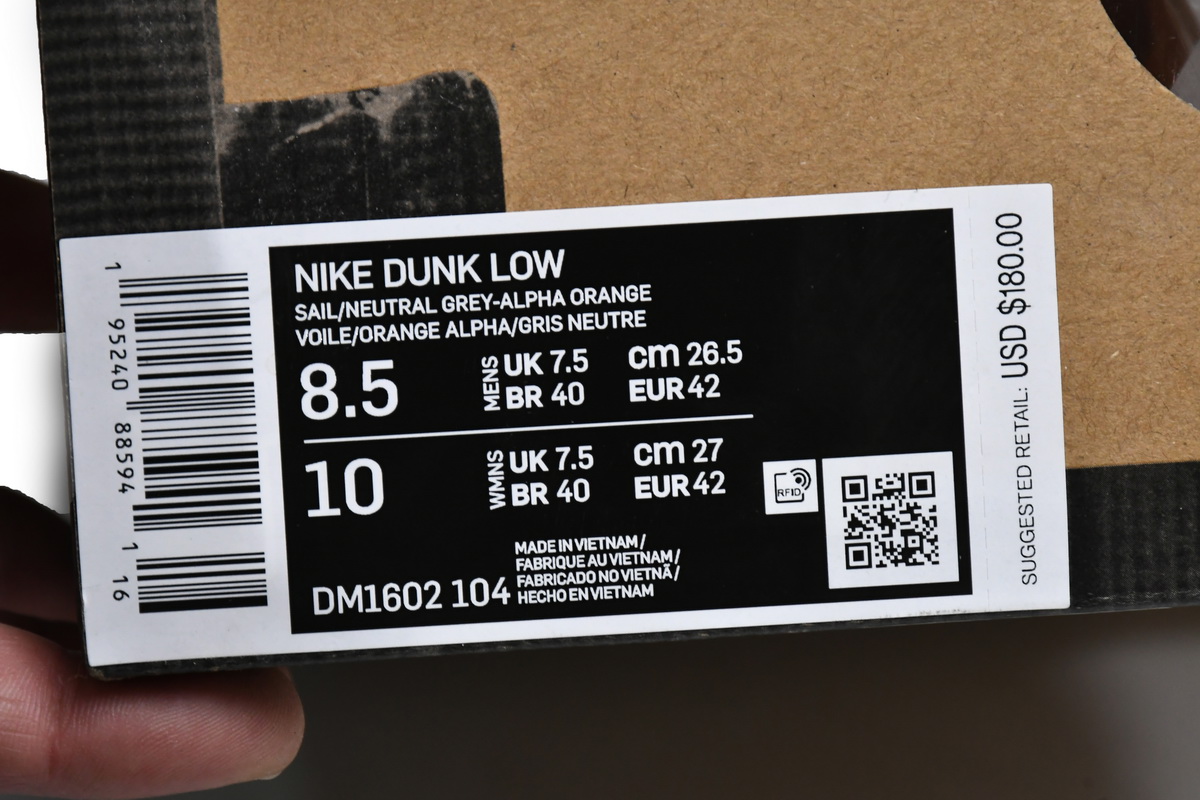 NIKE DUNK LOW
SAIL/NEUTRAL GREY-ALPHA ORANGE
VOILE/ORANGE ALPHA/GRIS NEUTRE
8.5
MENS
UK 7.5
cm 26.5
BR 40
EUR 42
10
WMNS
UK 7.5
cm 27
BR 40
EUR 42
RFID
DM1602 104
MADE IN VIETNAM/
FABRIQUE AU VIETNAM/
FABRICADO NO VIETNÃ/
HECHO EN VIETNAM
1 95240 88594 1 16
SUGGESTED RETAIL: USD $180.00